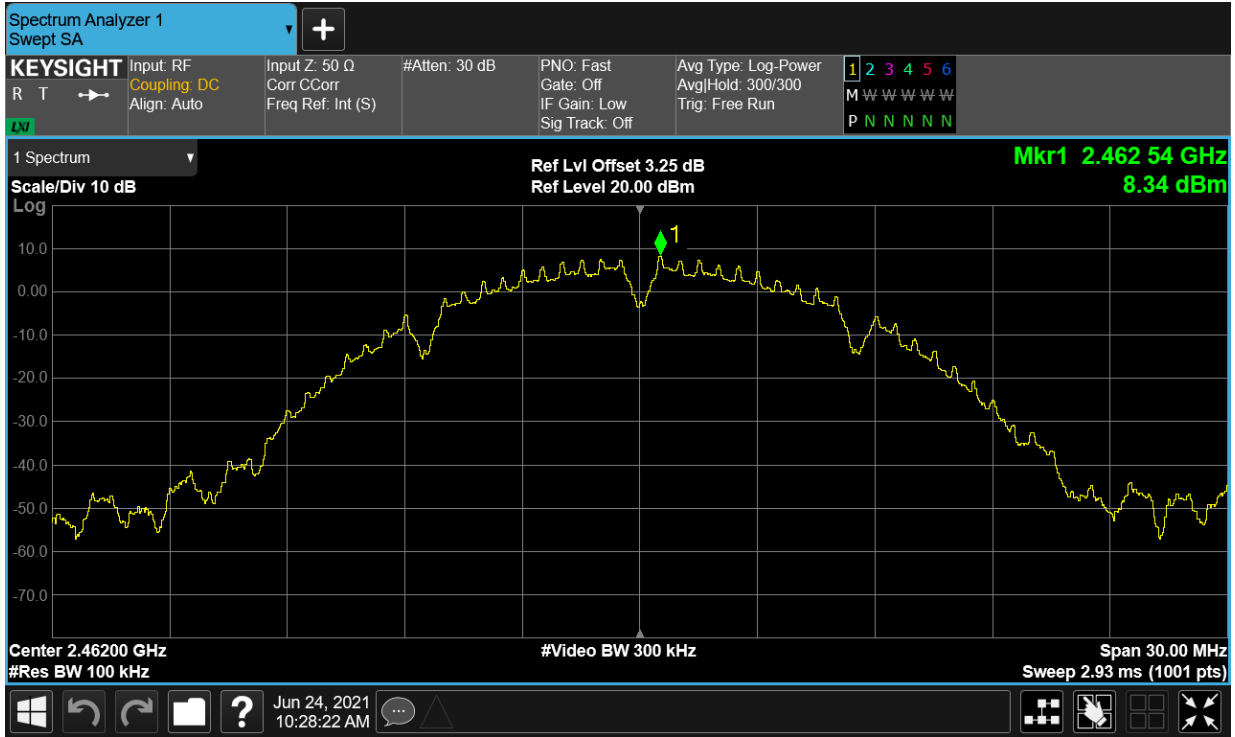 Spectrum Analyzer 1
Swept SA
+
KEYSIGHT
R T
LXI
Input: RF
Coupling: DC
Align: Auto
Input Z: 50 Ω
Corr CCorr
Freq Ref: Int (S)
#Atten: 30 dB
PNO: Fast
Gate: Off
IF Gain: Low
Sig Track: Off
Avg Type: Log-Power
Avg|Hold: 300/300
Trig: Free Run
1 2 3 4 5 6
M W W W W W
P N N N N N
1 Spectrum
Scale/Div 10 dB
Log
Ref Lvl Offset 3.25 dB
Ref Level 20.00 dBm
Mkr1 2.462 54 GHz
8.34 dBm
1
10.0
0.00
-10.0
-20.0
-30.0
-40.0
-50.0
-60.0
-70.0
Center 2.46200 GHz
#Res BW 100 kHz
#Video BW 300 kHz
Span 30.00 MHz
Sweep 2.93 ms (1001 pts)
?
Jun 24, 2021
10:28:22 AM